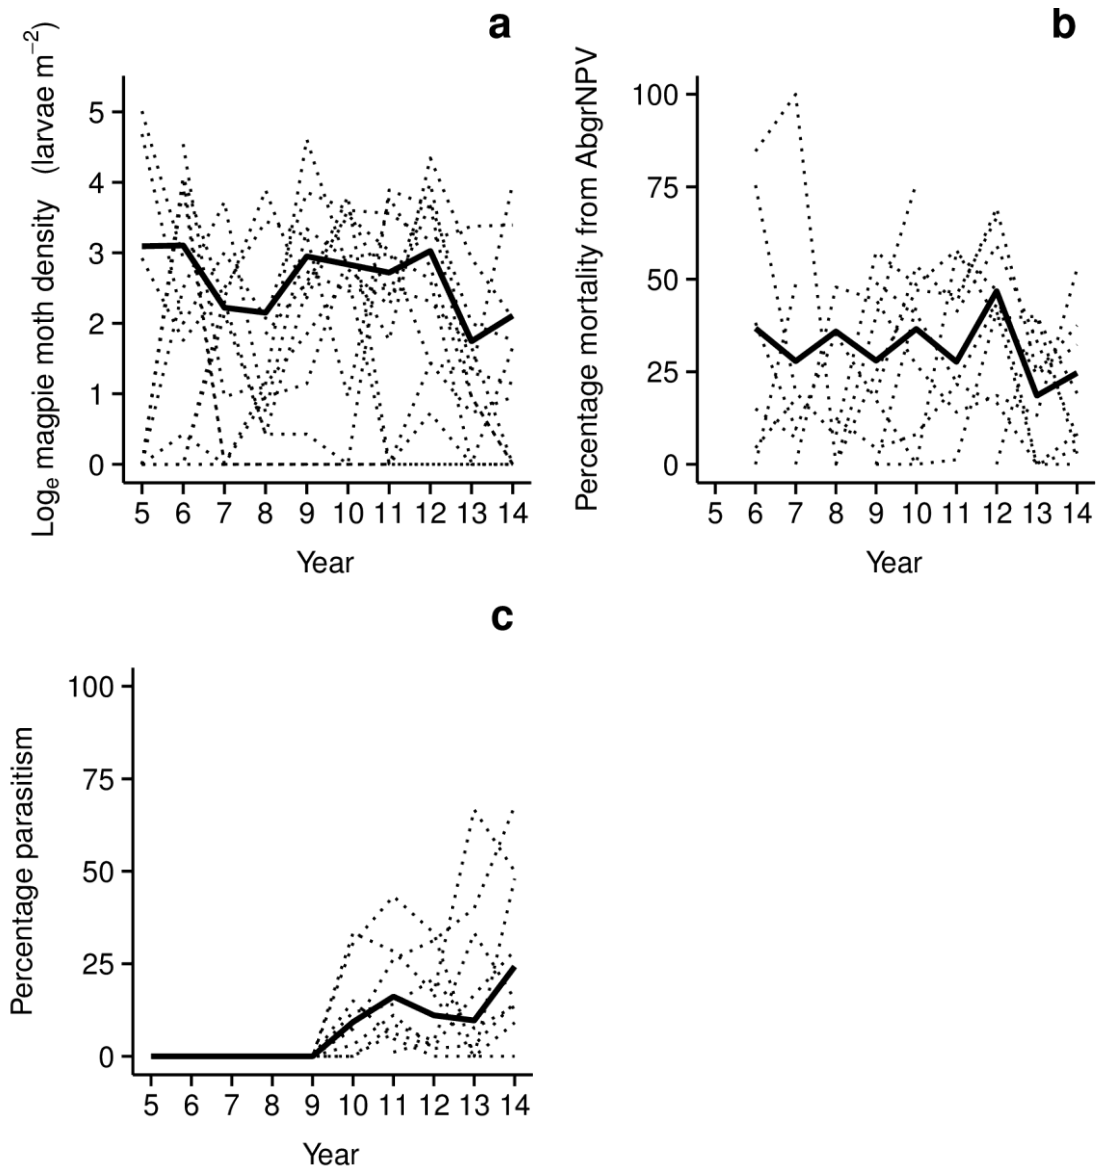 a
Logₑ magpie moth density (larvae m⁻²)
5
4
3
2
1
0
5 6 7 8 9 10 11 12 13 14
Year
b
Percentage mortality from AbgrNPV
100
75
50
25
0
5 6 7 8 9 10 11 12 13 14
Year
c
Percentage parasitism
100
75
50
25
0
5 6 7 8 9 10 11 12 13 14
Year